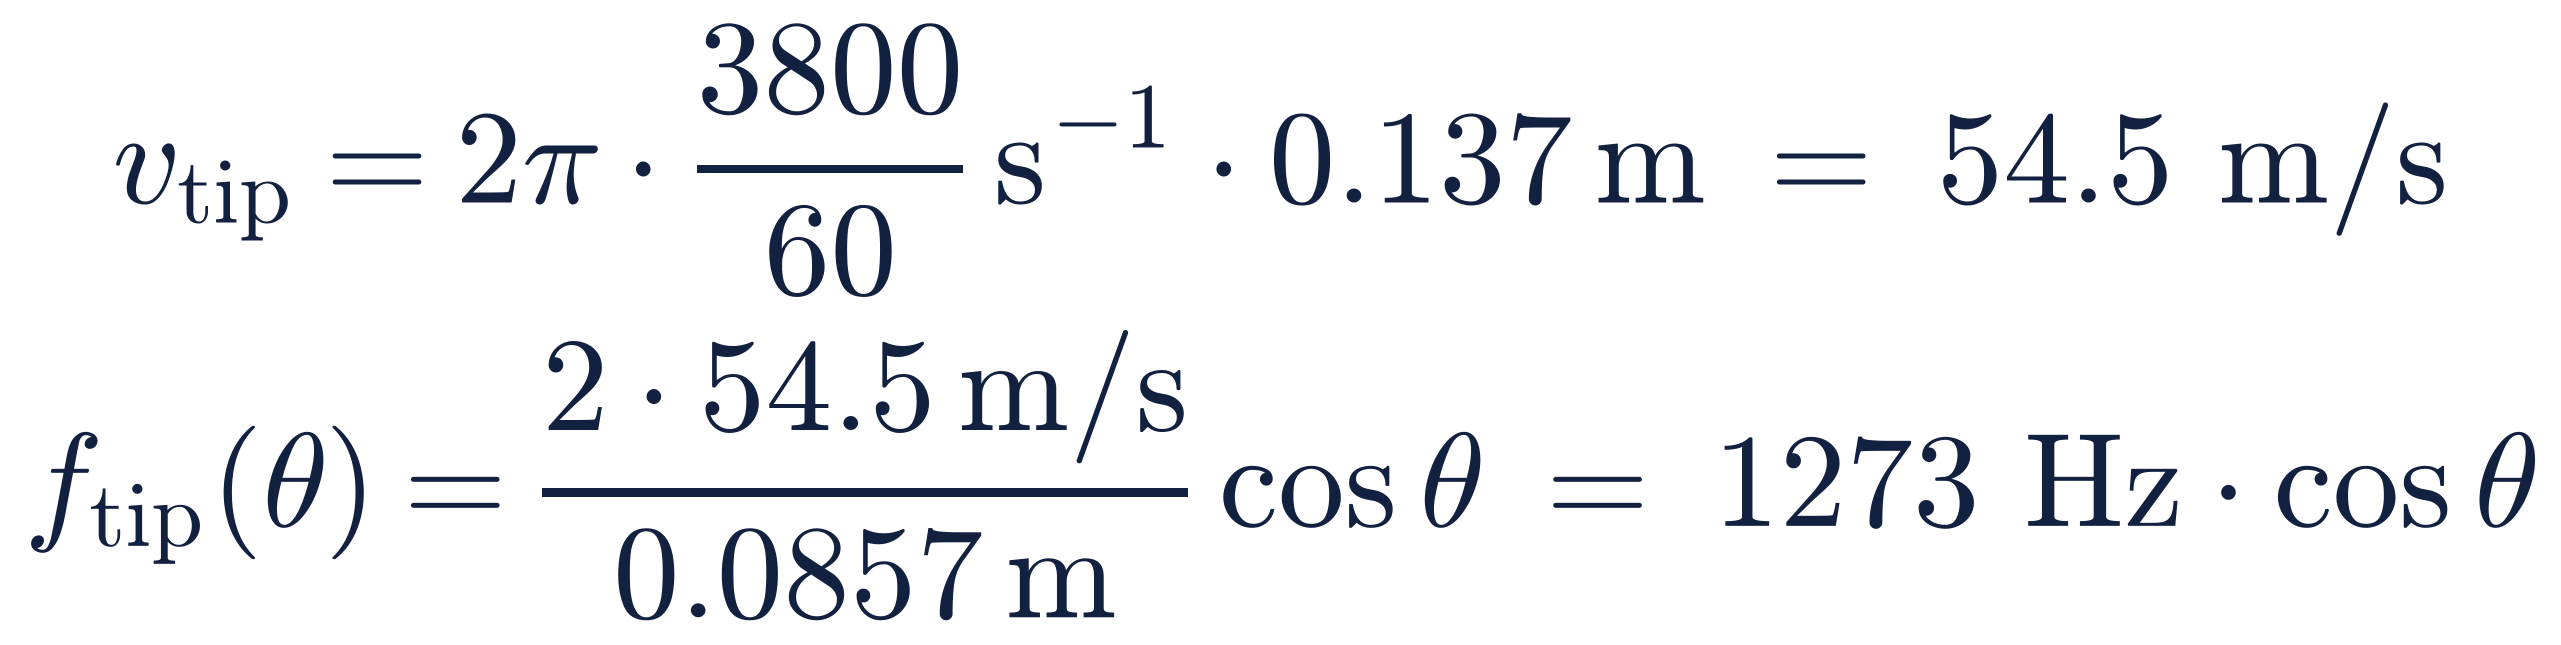 v_tip = 2π · 3800/60 s⁻¹ · 0.137 m = 54.5 m/s
f_tip(θ) = 2 · 54.5 m/s / 0.0857 m cos θ = 1273 Hz · cos θ